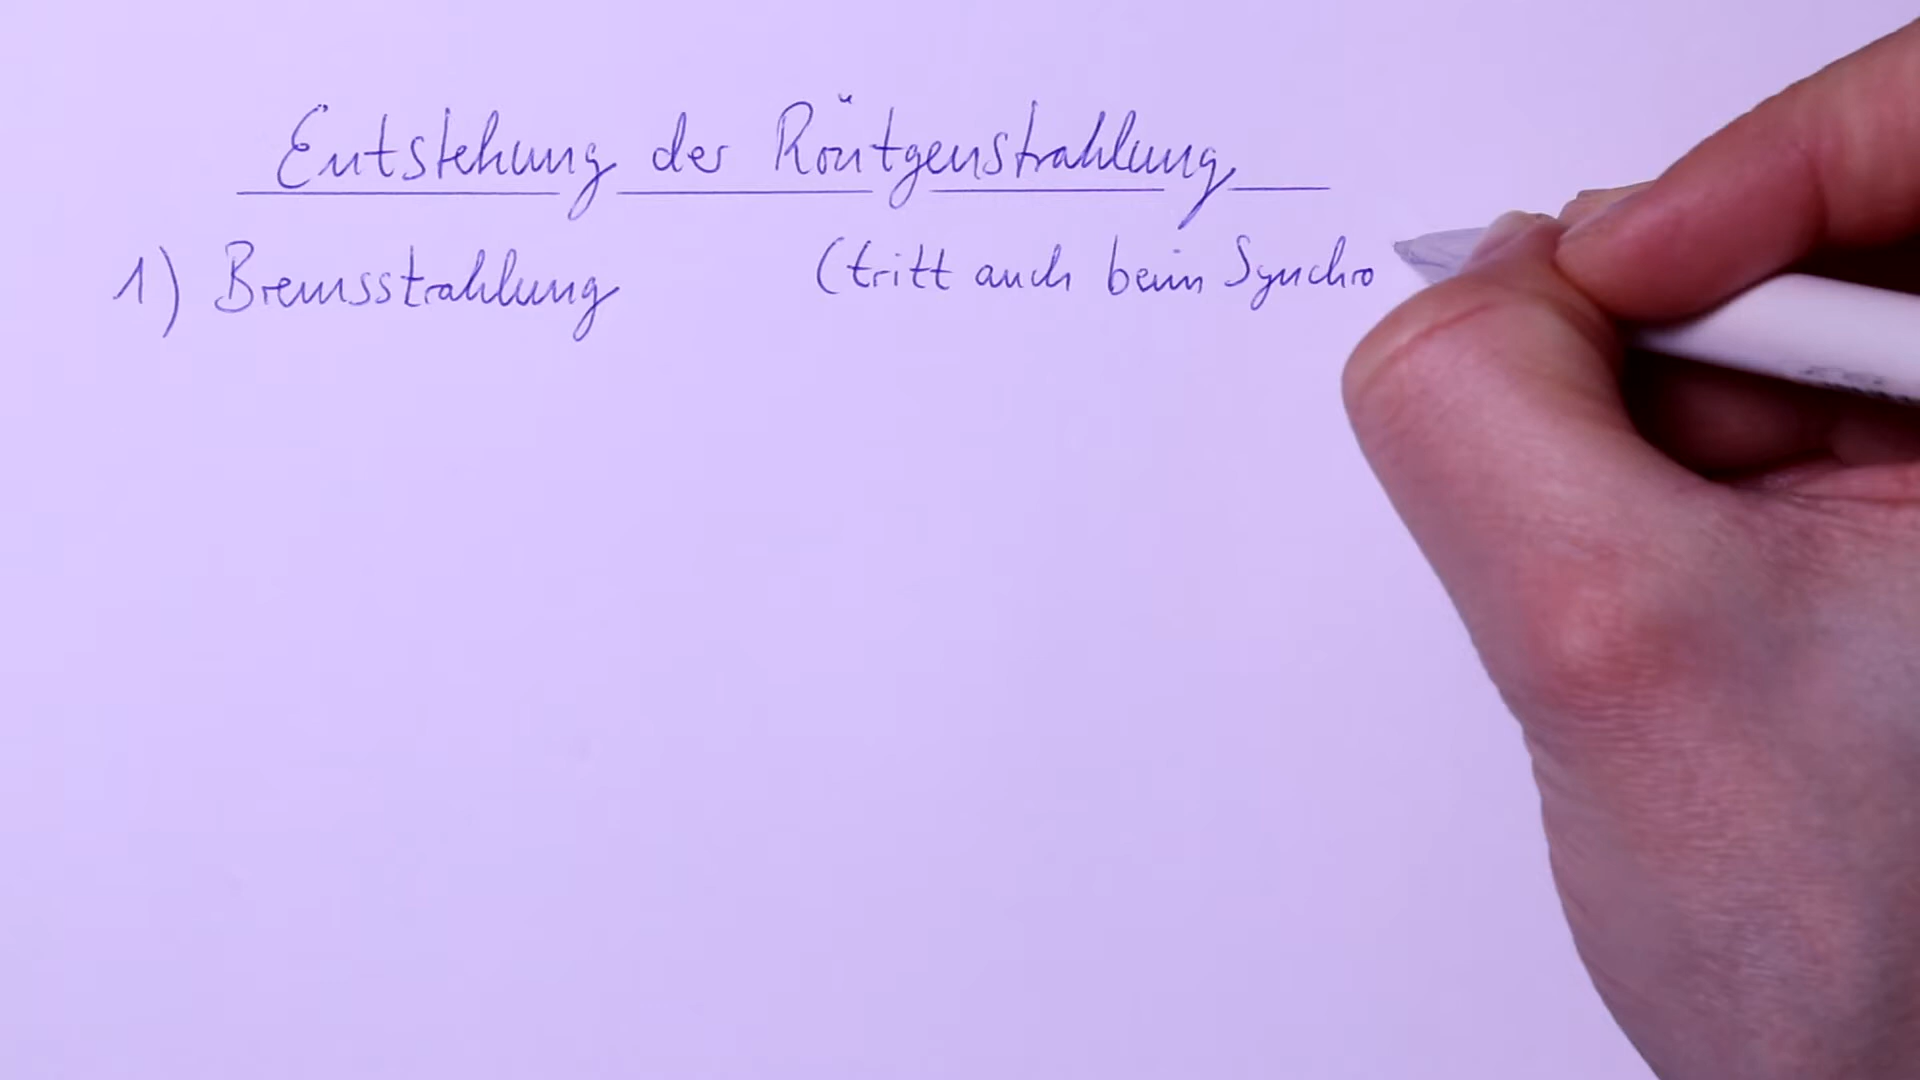 Entstehung der Röntgenstrahlung
1) Bremsstrahlung (tritt auch beim Synchro